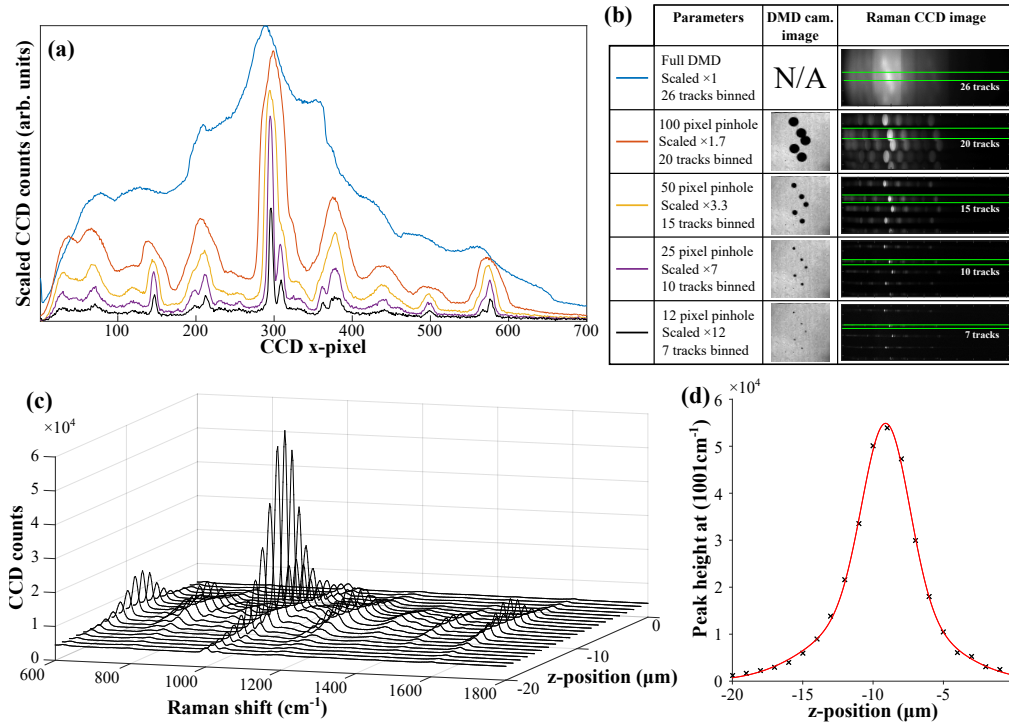 (a)
Scaled CCD counts (arb. units)
100
200
300
400
500
600
700
CCD x-pixel
(b)
Parameters
DMD cam.
image
Raman CCD image
Full DMD
Scaled ×1
26 tracks binned
N/A
26 tracks
100 pixel pinhole
Scaled ×1.7
20 tracks binned
20 tracks
50 pixel pinhole
Scaled ×3.3
15 tracks binned
15 tracks
25 pixel pinhole
Scaled ×7
10 tracks binned
10 tracks
12 pixel pinhole
Scaled ×12
7 tracks binned
7 tracks
(c)
×10⁴
6
5
4
3
2
1
0
CCD counts
600
800
1000
1200
1400
1600
1800
Raman shift (cm⁻¹)
-20
-10
0
z-position (μm)
(d)
×10⁴
6
5
4
3
2
1
0
Peak height at (1001cm⁻¹)
-20
-15
-10
-5
0
z-position (μm)